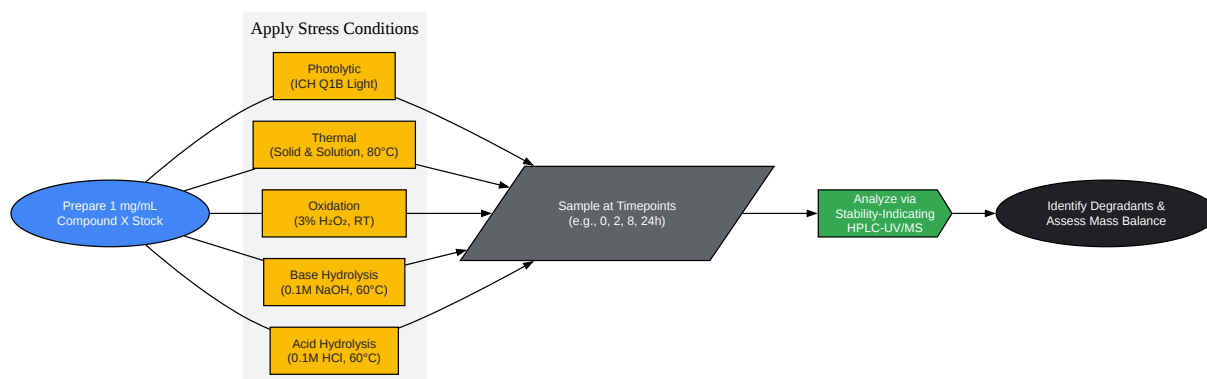 Apply Stress Conditions
Photolytic
(ICH Q1B Light)
Thermal
(Solid & Solution, 80°C)
Prepare 1 mg/mL
Compound X Stock
Oxidation
(3% H₂O₂, RT)
Sample at Timepoints
(e.g., 0, 2, 8, 24h)
Analyze via
Stability-Indicating
HPLC-UV/MS
Identify Degradants &
Assess Mass Balance
Base Hydrolysis
(0.1M NaOH, 60°C)
Acid Hydrolysis
(0.1M HCl, 60°C)